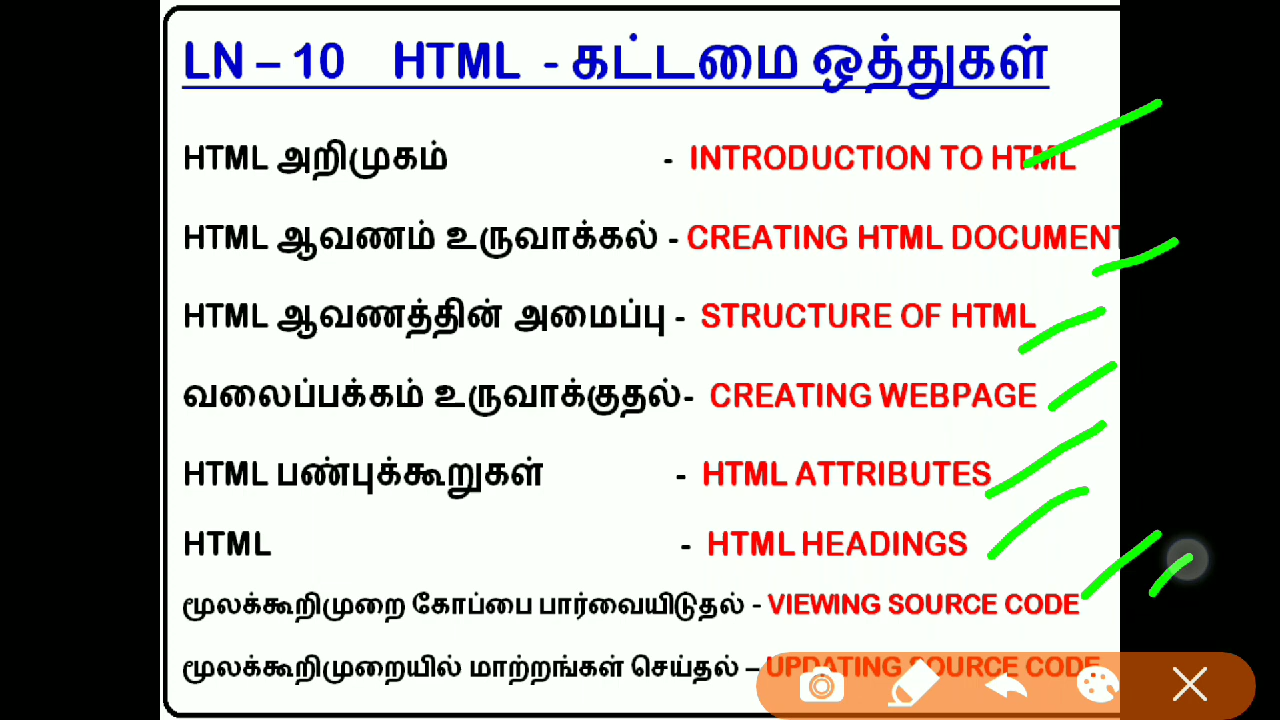 LN – 10 HTML - கட்டமை ஒத்துகள்
HTML அறிமுகம் - INTRODUCTION TO HTML
HTML ஆவணம் உருவாக்கல் - CREATING HTML DOCUMENT
HTML ஆவணத்தின் அமைப்பு - STRUCTURE OF HTML
வலைப்பக்கம் உருவாக்குதல்- CREATING WEBPAGE
HTML பண்புக்கூறுகள் - HTML ATTRIBUTES
HTML - HTML HEADINGS
மூலக்கூறிமுறை கோப்பை பார்வையிடுதல் - VIEWING SOURCE CODE
மூலக்கூறிமுறையில் மாற்றங்கள் செய்தல் – UPDATING SOURCE CODE